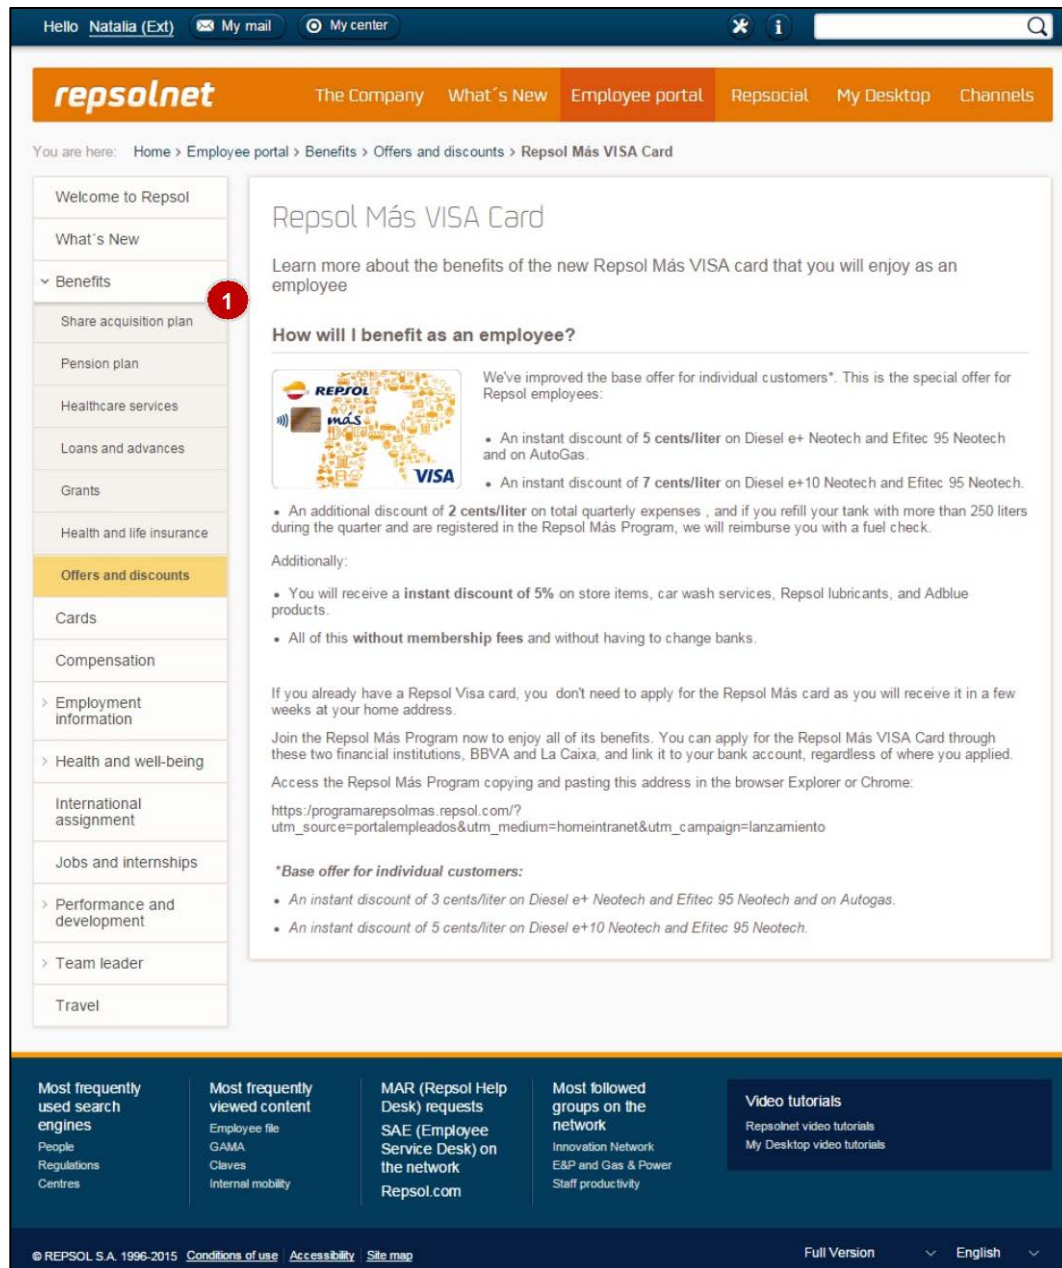 Hello Natalia (Ext) My mail My center i
repsolnet The Company What´s New Employee portal Repsocial My Desktop Channels
You are here: Home > Employee portal > Benefits > Offers and discounts > Repsol Más VISA Card
Welcome to Repsol
What´s New
Benefits
1
Share acquisition plan
Pension plan
Healthcare services
Loans and advances
Grants
Health and life insurance
Offers and discounts
Cards
Compensation
> Employment
information
> Health and well-being
International
assignment
Jobs and internships
> Performance and
development
> Team leader
Travel
Repsol Más VISA Card
Learn more about the benefits of the new Repsol Más VISA card that you will enjoy as an
employee
How will I benefit as an employee?
REPSOL
más
VISA
We've improved the base offer for individual customers*. This is the special offer for
Repsol employees:
• An instant discount of 5 cents/liter on Diesel e+ Neotech and Efitec 95 Neotech
and on AutoGas.
• An instant discount of 7 cents/liter on Diesel e+10 Neotech and Efitec 95 Neotech.
• An additional discount of 2 cents/liter on total quarterly expenses , and if you refill your tank with more than 250 liters
during the quarter and are registered in the Repsol Más Program, we will reimburse you with a fuel check.
Additionally:
• You will receive a instant discount of 5% on store items, car wash services, Repsol lubricants, and Adblue
products.
• All of this without membership fees and without having to change banks.
If you already have a Repsol Visa card, you don't need to apply for the Repsol Más card as you will receive it in a few
weeks at your home address.
Join the Repsol Más Program now to enjoy all of its benefits. You can apply for the Repsol Más VISA Card through
these two financial institutions, BBVA and La Caixa, and link it to your bank account, regardless of where you applied.
Access the Repsol Más Program copying and pasting this address in the browser Explorer or Chrome:
https:/programarepsolmas.repsol.com/?
utm_source=portalempleados&utm_medium=homeintranet&utm_campaign=lanzamiento
*Base offer for individual customers:
• An instant discount of 3 cents/liter on Diesel e+ Neotech and Efitec 95 Neotech and on Autogas.
• An instant discount of 5 cents/liter on Diesel e+10 Neotech and Efitec 95 Neotech.
Most frequently
used search
engines
People
Regulations
Centres
Most frequently
viewed content
Employee file
GAMA
Claves
Internal mobility
MAR (Repsol Help
Desk) requests
SAE (Employee
Service Desk) on
the network
Repsol.com
Most followed
groups on the
network
Innovation Network
E&P and Gas & Power
Staff productivity
Video tutorials
Repsolnet video tutorials
My Desktop video tutorials
© REPSOL S.A. 1996-2015 Conditions of use Accessibility Site map Full Version English